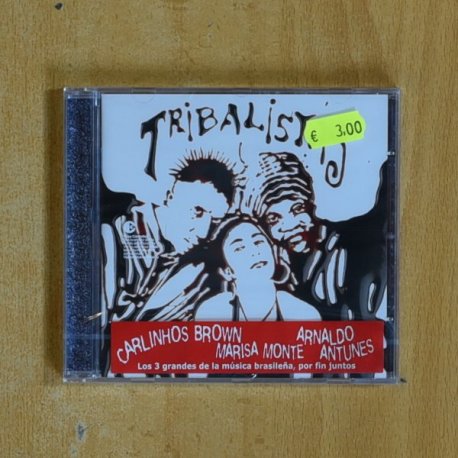 TRIBALISTAS
€ 3,00
CARLINHOS BROWN ARNALDO
MARISA MONTE ANTUNES
Los 3 grandes de la música brasileña, por fin juntos